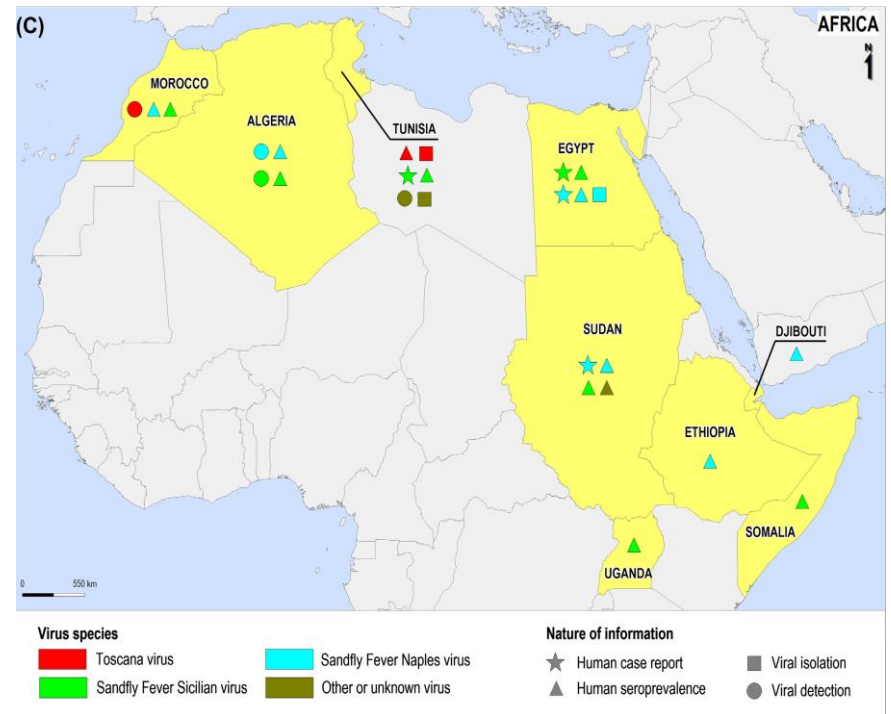 (C)
AFRICA
N
MOROCCO
ALGERIA
TUNISIA
EGYPT
SUDAN
DJIBOUTI
ETHIOPIA
SOMALIA
UGANDA
0 550 km
Virus species
Toscana virus
Sandfly Fever Naples virus
Sandfly Fever Sicilian virus
Other or unknown virus
Nature of information
Human case report
Viral isolation
Human seroprevalence
Viral detection